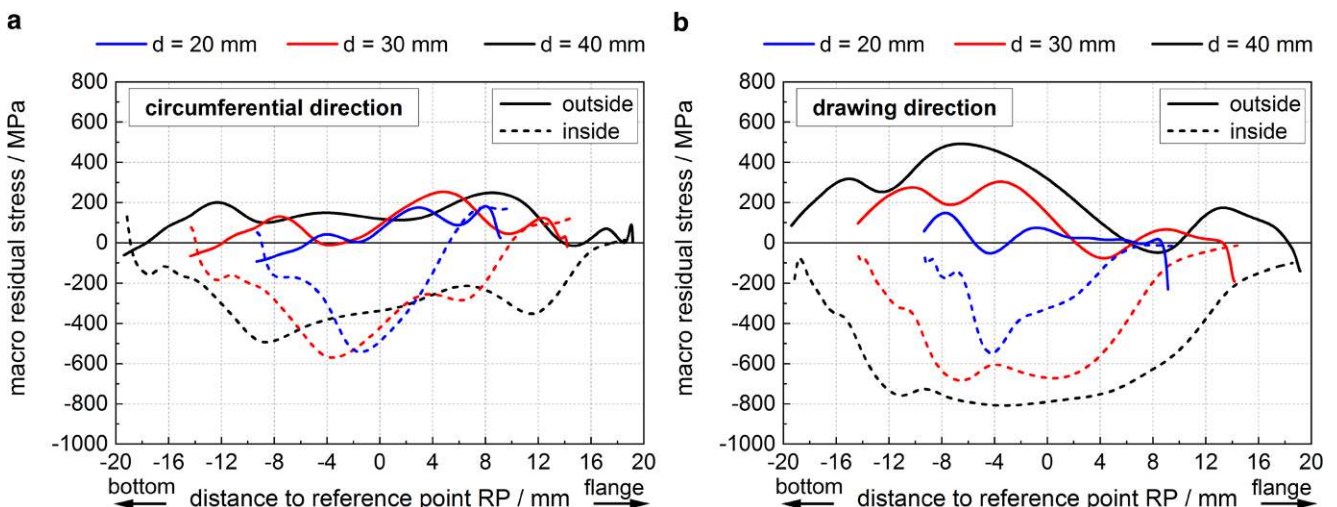 a
d = 20 mm d = 30 mm d = 40 mm
800
600
400
200
0
-200
-400
-600
-800
-1000
macro residual stress / MPa
circumferential direction
outside
inside
-20 -16 -12 -8 -4 0 4 8 12 16 20
bottom distance to reference point RP / mm flange
b
d = 20 mm d = 30 mm d = 40 mm
800
600
400
200
0
-200
-400
-600
-800
-1000
macro residual stress / MPa
drawing direction
outside
inside
-20 -16 -12 -8 -4 0 4 8 12 16 20
bottom distance to reference point RP / mm flange